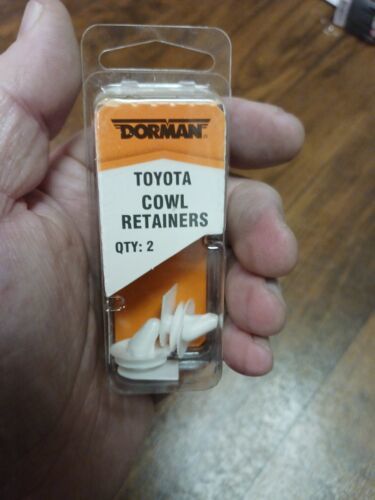 DORMAN
TOYOTA
COWL
RETAINERS
QTY: 2